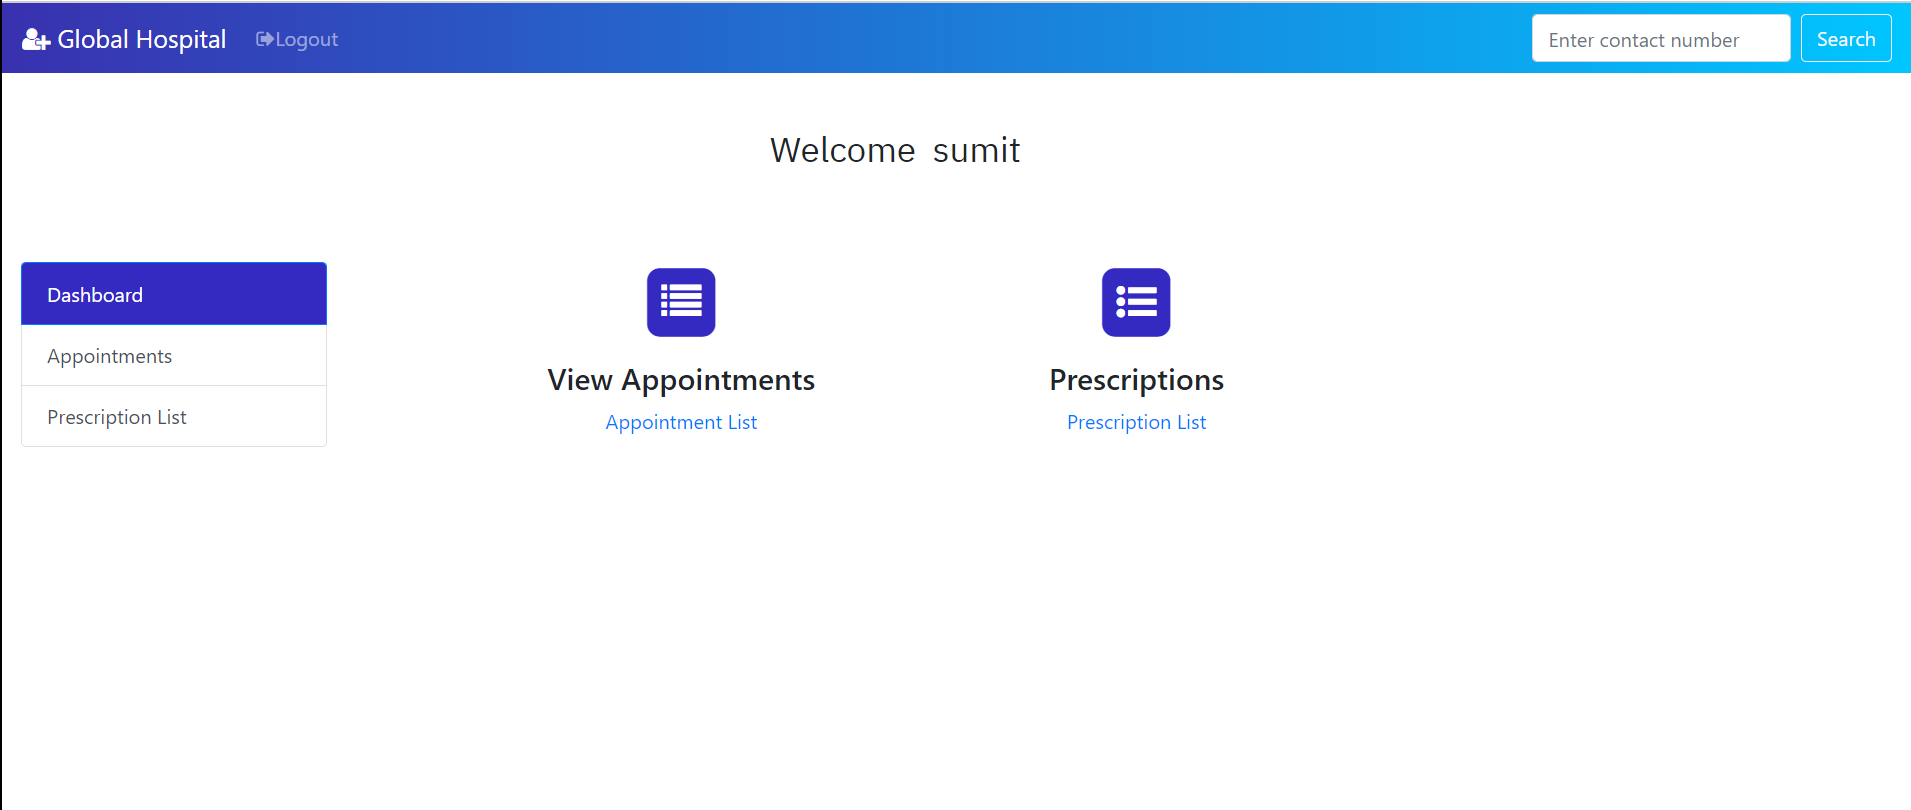 Global Hospital Logout Enter contact number Search
Welcome sumit
Dashboard
Appointments
Prescription List
View Appointments
Appointment List
Prescriptions
Prescription List